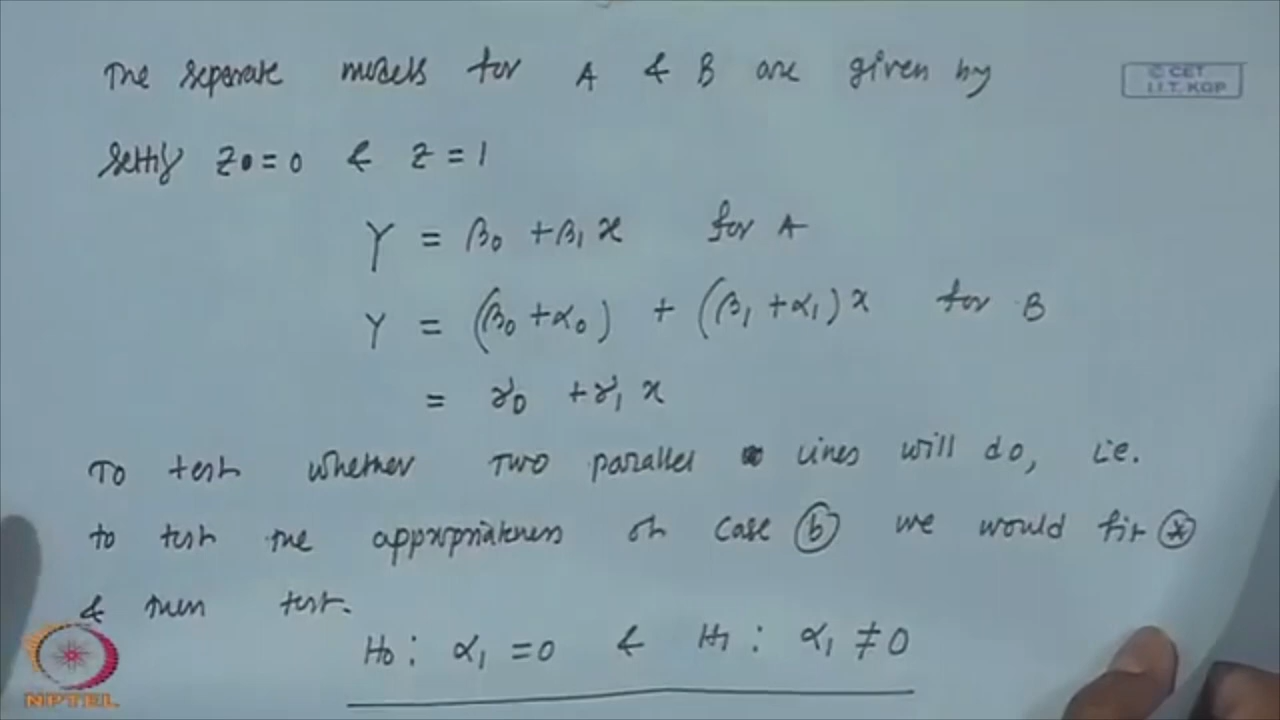 The separate models for A & B are given by
© CET
I.I.T. KGP
setting Z0 = 0 & Z = 1
Y = β₀ + β₁ x for A
Y = (β₀ + α₀) + (β₁ + α₁) x for B
= γ₀ + γ₁ x
To test whether two parallel lines will do, i.e.
to test the appropriateness of case ⓑ we would fit ⊛
& then test.
H₀ : α₁ = 0 & H₁ : α₁ ≠ 0
NPTEL